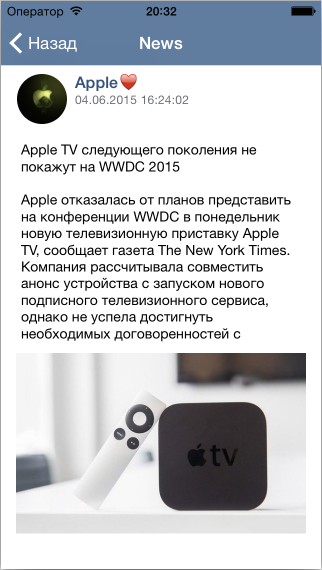 Оператор 20:32
Назад News
Apple❤️
04.06.2015 16:24:02
Apple TV следующего поколения не
покажут на WWDC 2015
Apple отказалась от планов представить
на конференции WWDC в понедельник
новую телевизионную приставку Apple
TV, сообщает газета The New York Times.
Компания рассчитывала совместить
анонс устройства с запуском нового
подписного телевизионного сервиса,
однако не успела достигнуть
необходимых договоренностей с
tv